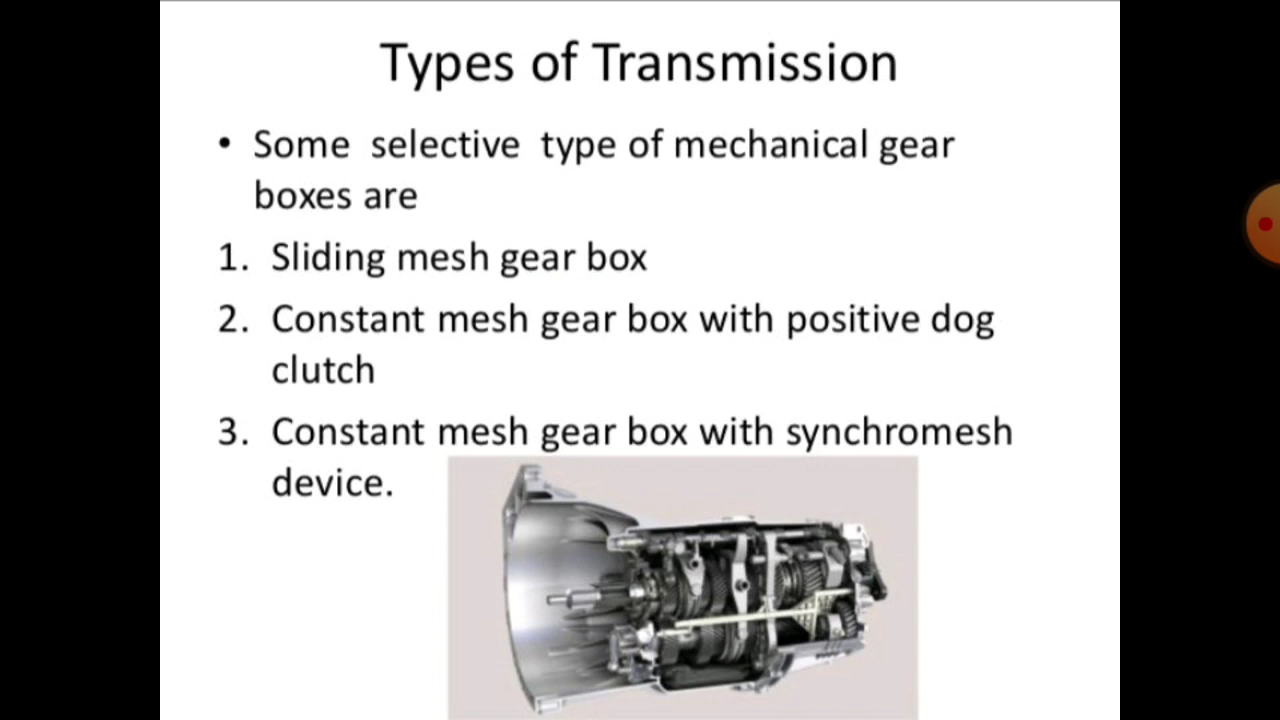 Types of Transmission
• Some selective type of mechanical gear
boxes are
1. Sliding mesh gear box
2. Constant mesh gear box with positive dog
clutch
3. Constant mesh gear box with synchromesh
device.